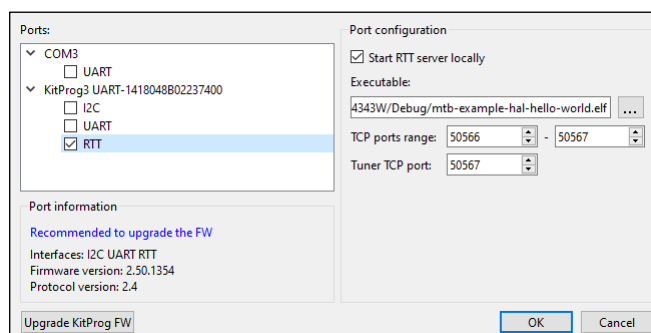 Ports:
COM3
UART
KitProg3 UART-1418048B02237400
I2C
UART
RTT
Port information
Recommended to upgrade the FW
Interfaces: I2C UART RTT
Firmware version: 2.50.1354
Protocol version: 2.4
Upgrade KitProg FW
Port configuration
Start RTT server locally
Executable:
4343W/Debug/mtb-example-hal-hello-world.elf ...
TCP ports range: 50566 - 50567
Tuner TCP port: 50567
OK Cancel